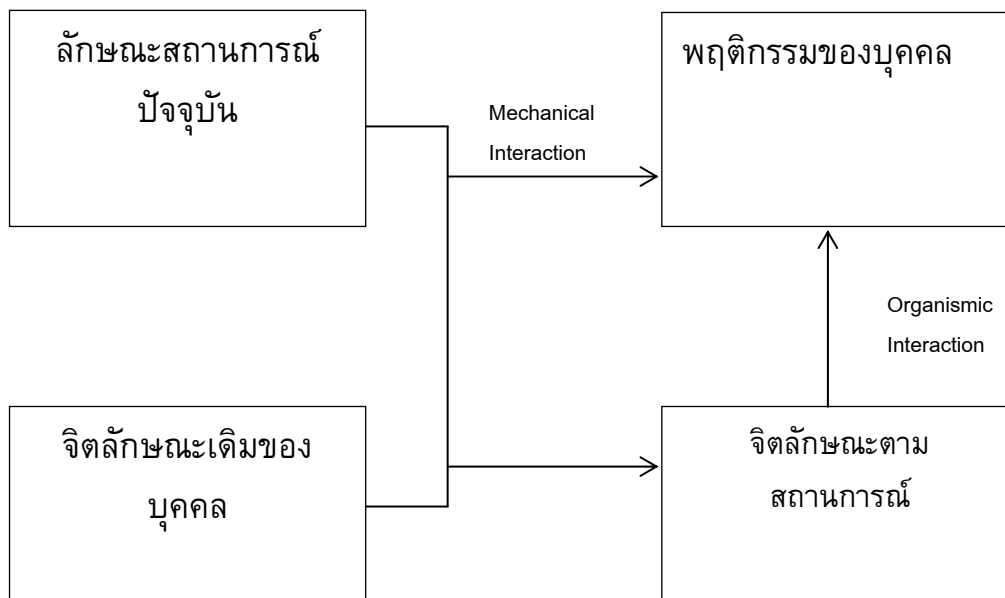 ลักษณะสถานการณ์
ปัจจุบัน
พฤติกรรมของบุคคล
Mechanical
Interaction
Organismic
Interaction
จิตลักษณะเดิมของ
บุคคล
จิตลักษณะตาม
สถานการณ์